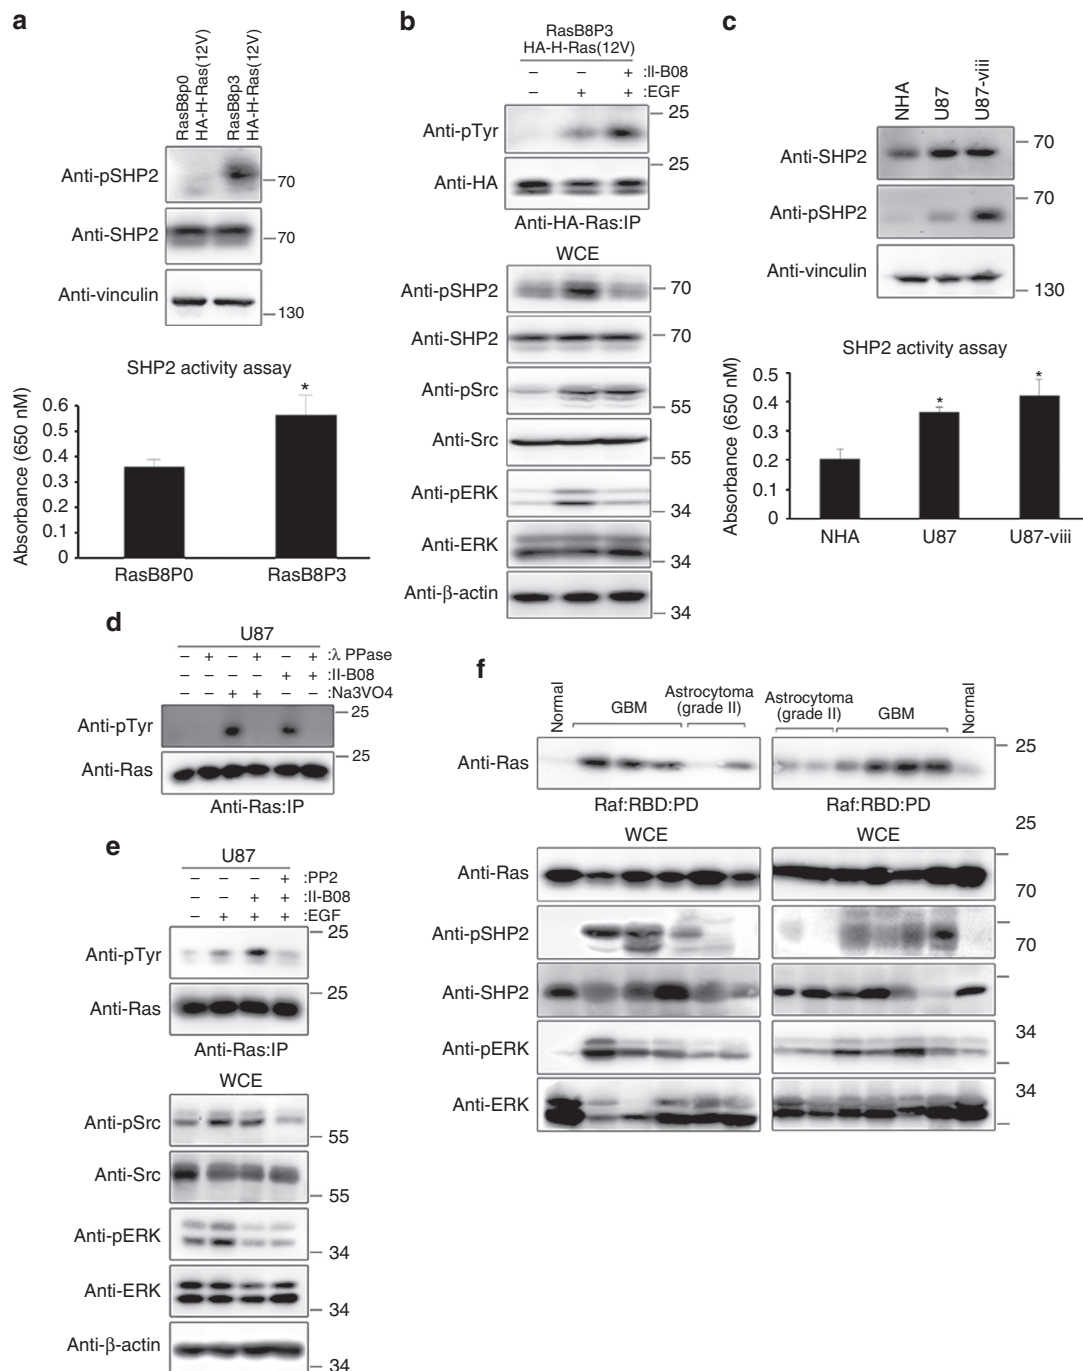 a
RasB8p0
HA-H-Ras(12V)
RasB8p3
HA-H-Ras(12V)
Anti-pSHP2
70
Anti-SHP2
70
Anti-vinculin
130
SHP2 activity assay
*
Absorbance (650 nM)
0.6
0.5
0.4
0.3
0.2
0.1
0
RasB8P0
RasB8P3
b
RasB8P3
HA-H-Ras(12V)
– – + :II-B08
– + + :EGF
Anti-pTyr
25
Anti-HA
25
Anti-HA-Ras:IP
WCE
Anti-pSHP2
70
Anti-SHP2
70
Anti-pSrc
55
Anti-Src
55
Anti-pERK
34
Anti-ERK
34
Anti-β-actin
34
c
NHA
U87
U87-viii
Anti-SHP2
70
Anti-pSHP2
70
Anti-vinculin
130
SHP2 activity assay
*
*
Absorbance (650 nM)
0.5
0.4
0.3
0.2
0.1
0
NHA
U87
U87-viii
d
U87
– + – + – + :λ PPase
– – – – + + :II-B08
– – + + – – :Na3VO4
Anti-pTyr
25
Anti-Ras
25
Anti-Ras:IP
e
U87
– – – + :PP2
– – + + :II-B08
– + + + :EGF
Anti-pTyr
25
Anti-Ras
25
Anti-Ras:IP
WCE
Anti-pSrc
55
Anti-Src
55
Anti-pERK
34
Anti-ERK
34
Anti-β-actin
34
f
Normal
GBM
Astrocytoma
(grade II)
Astrocytoma
(grade II)
GBM
Normal
Anti-Ras
25
Raf:RBD:PD
Raf:RBD:PD
WCE
WCE
25
Anti-Ras
70
Anti-pSHP2
70
Anti-SHP2
Anti-pERK
34
Anti-ERK
34